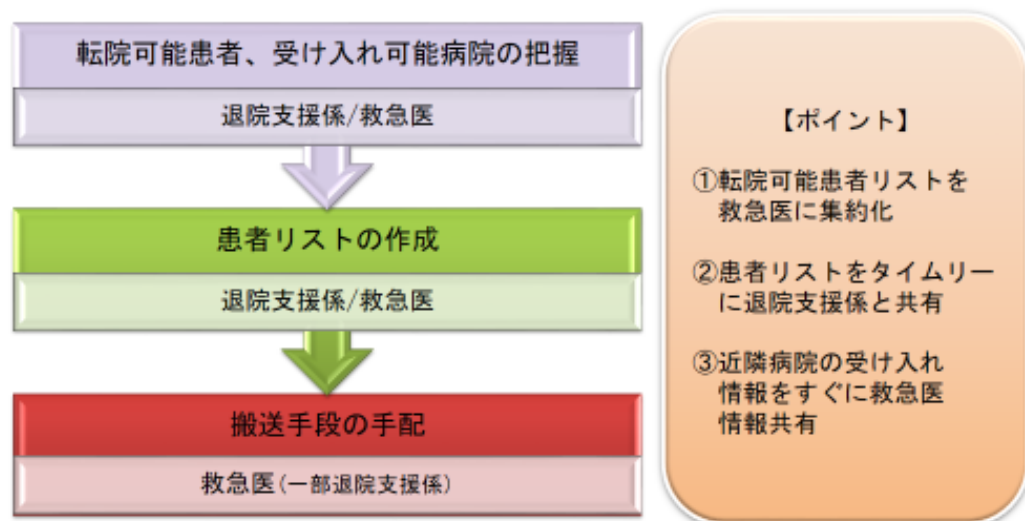 転院可能患者、受け入れ可能病院の把握
退院支援係/救急医
患者リストの作成
退院支援係/救急医
搬送手段の手配
救急医(一部退院支援係)
【ポイント】
①転院可能患者リストを
救急医に集約化
②患者リストをタイムリー
に退院支援係と共有
③近隣病院の受け入れ
情報をすぐに救急医
情報共有